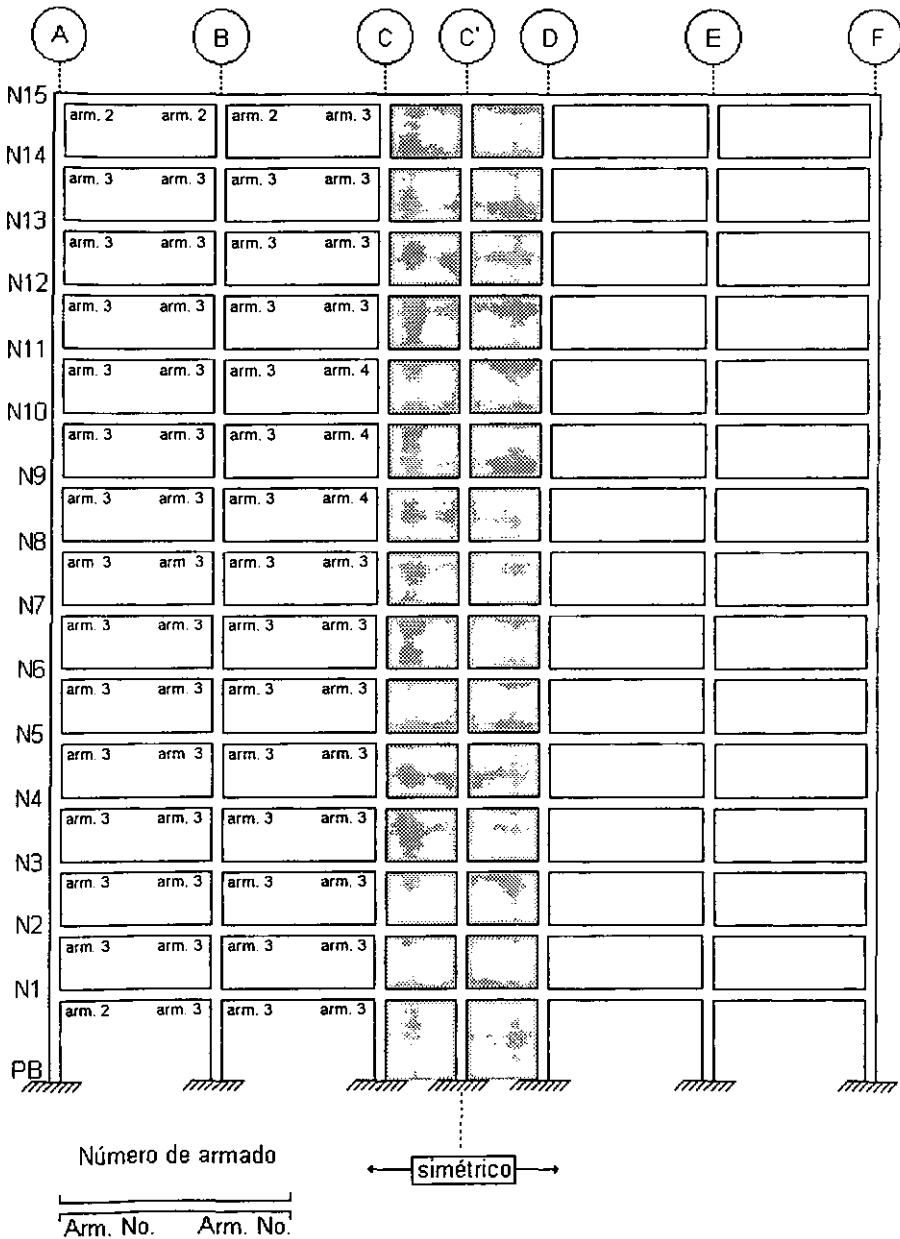 A B C C' D E F
N15
arm. 2 arm. 2 arm. 2 arm. 3
N14
arm. 3 arm. 3 arm. 3 arm. 3
N13
arm. 3 arm. 3 arm. 3 arm. 3
N12
arm. 3 arm. 3 arm. 3 arm. 3
N11
arm. 3 arm. 3 arm. 3 arm. 4
N10
arm. 3 arm. 3 arm. 3 arm. 4
N9
arm. 3 arm. 3 arm. 3 arm. 4
N8
arm. 3 arm 3 arm. 3 arm. 3
N7
arm. 3 arm. 3 arm. 3 arm. 3
N6
arm. 3 arm. 3 arm. 3 arm. 3
N5
arm. 3 arm. 3 arm. 3 arm. 3
N4
arm. 3 arm. 3 arm. 3 arm. 3
N3
arm. 3 arm. 3 arm. 3 arm. 3
N2
arm. 3 arm. 3 arm. 3 arm. 3
N1
arm. 2 arm. 3 arm. 3 arm. 3
PB
Número de armado
simétrico
Arm. No. Arm. No.